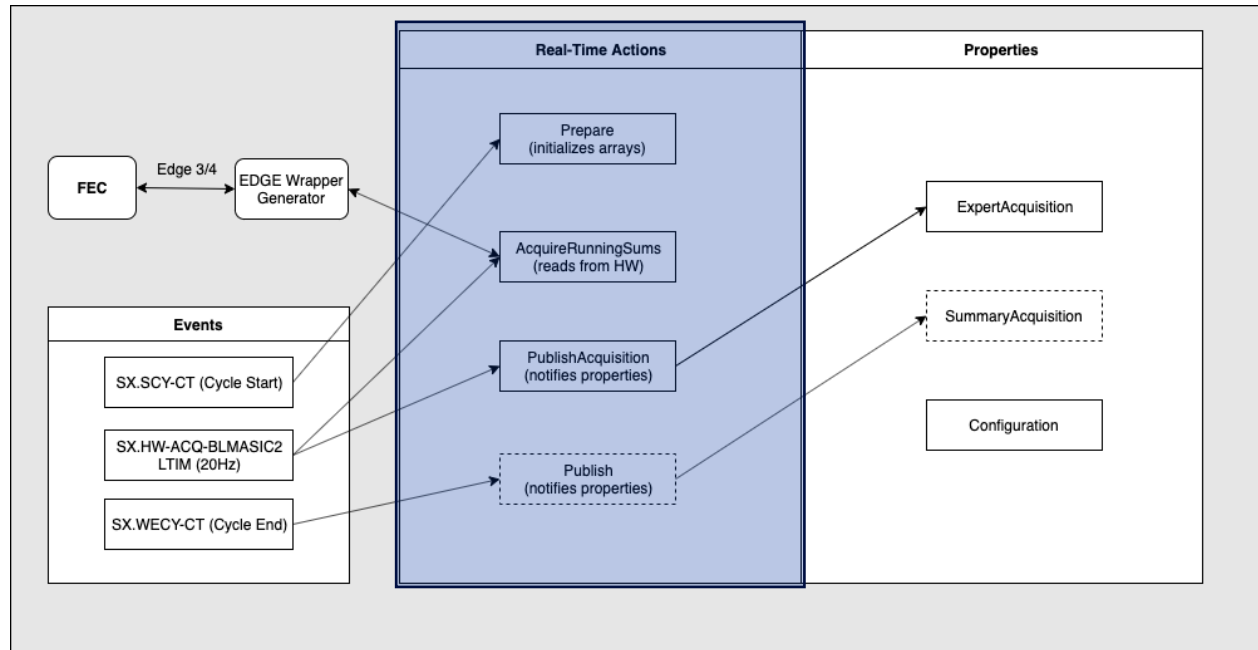 Real-Time Actions
Properties
Prepare
(initializes arrays)
Edge 3/4
FEC
EDGE Wrapper
Generator
ExpertAcquisition
AcquireRunningSums
(reads from HW)
Events
SummaryAcquisition
SX.SCY-CT (Cycle Start)
PublishAcquisition
(notifies properties)
Configuration
SX.HW-ACQ-BLMASIC2
LTIM (20Hz)
Publish
(notifies properties)
SX.WECY-CT (Cycle End)